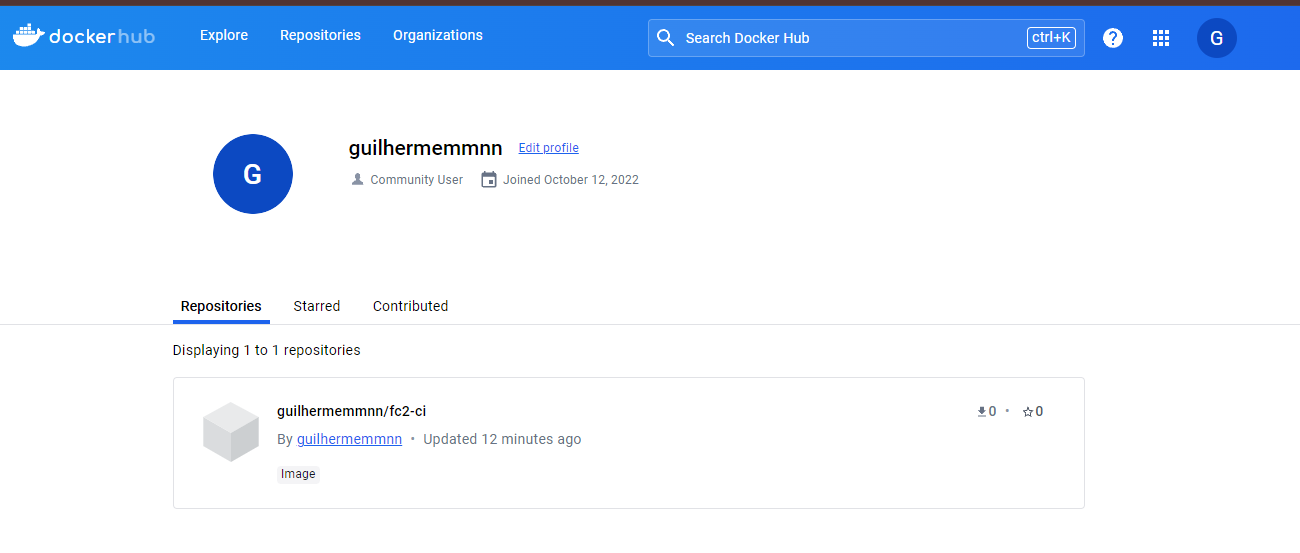 dockerhub Explore Repositories Organizations Search Docker Hub ctrl+K ? G
G
guilhermemmnn Edit profile
Community User Joined October 12, 2022
Repositories Starred Contributed
Displaying 1 to 1 repositories
guilhermemmnn/fc2-ci 0 • 0
By guilhermemmnn • Updated 12 minutes ago
Image